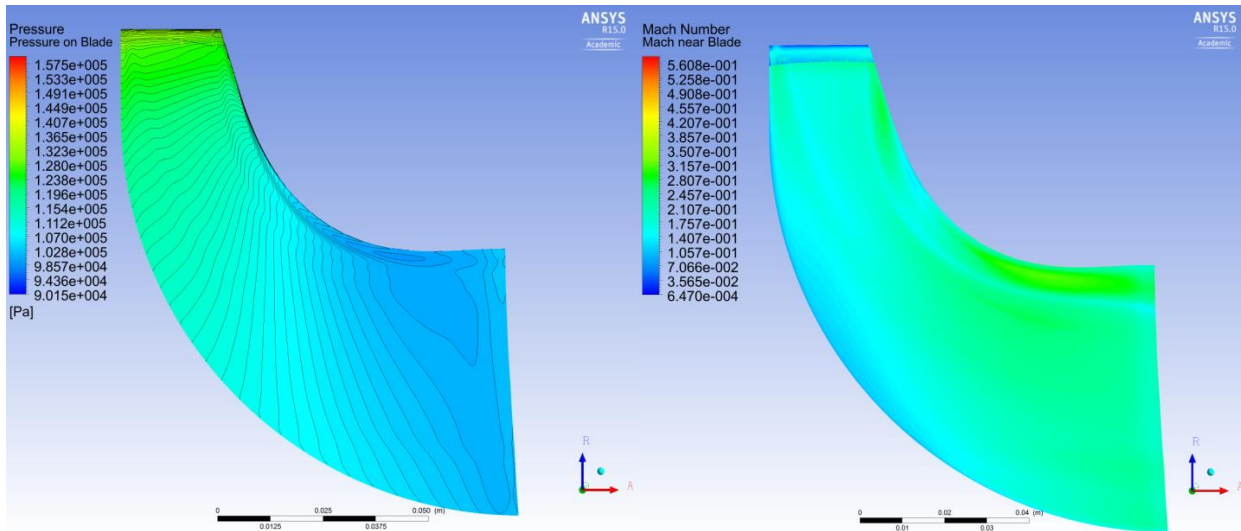 Pressure
Pressure on Blade
1.575e+005
1.533e+005
1.491e+005
1.449e+005
1.407e+005
1.365e+005
1.323e+005
1.280e+005
1.238e+005
1.196e+005
1.154e+005
1.112e+005
1.070e+005
1.028e+005
9.857e+004
9.436e+004
9.015e+004
[Pa]
ANSYS
R15.0
Academic
R
A
0 0.025 0.050 (m)
0.0125 0.0375
Mach Number
Mach near Blade
5.608e-001
5.258e-001
4.908e-001
4.557e-001
4.207e-001
3.857e-001
3.507e-001
3.157e-001
2.807e-001
2.457e-001
2.107e-001
1.757e-001
1.407e-001
1.057e-001
7.066e-002
3.565e-002
6.470e-004
ANSYS
R15.0
Academic
R
A
0 0.02 0.04 (m)
0.01 0.03